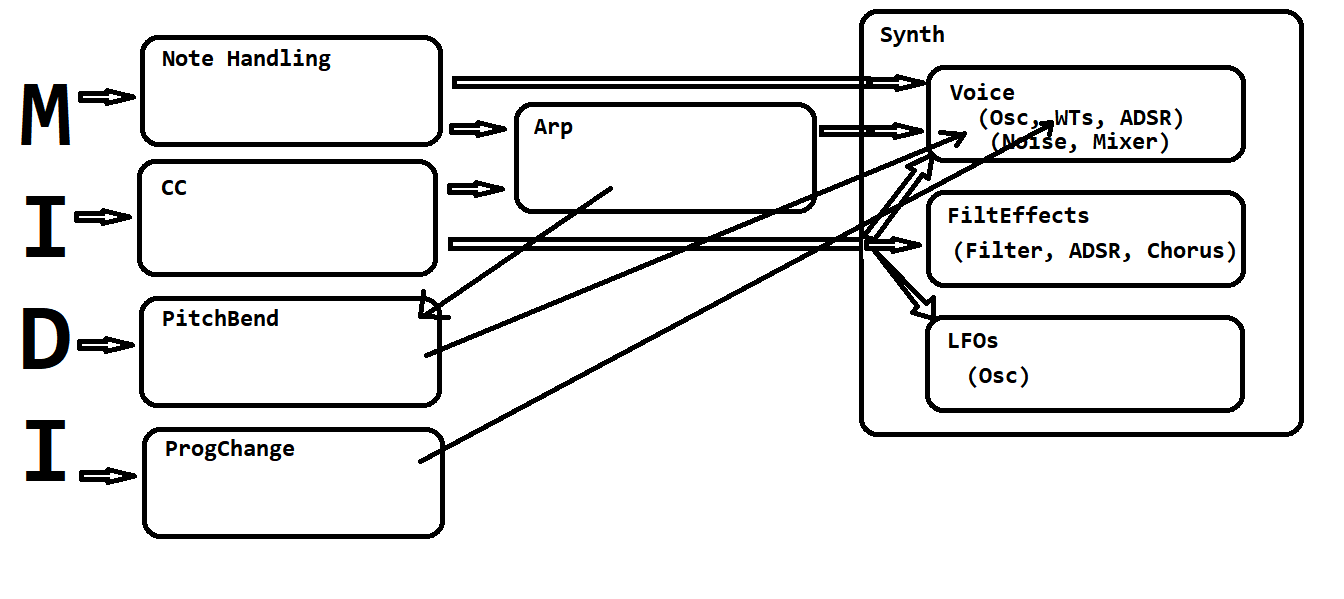 MIDI
Note Handling
CC
PitchBend
ProgChange
Arp
Synth
Voice
(Osc, WTs, ADSR)
(Noise, Mixer)
FiltEffects
(Filter, ADSR, Chorus)
LFOs
(Osc)